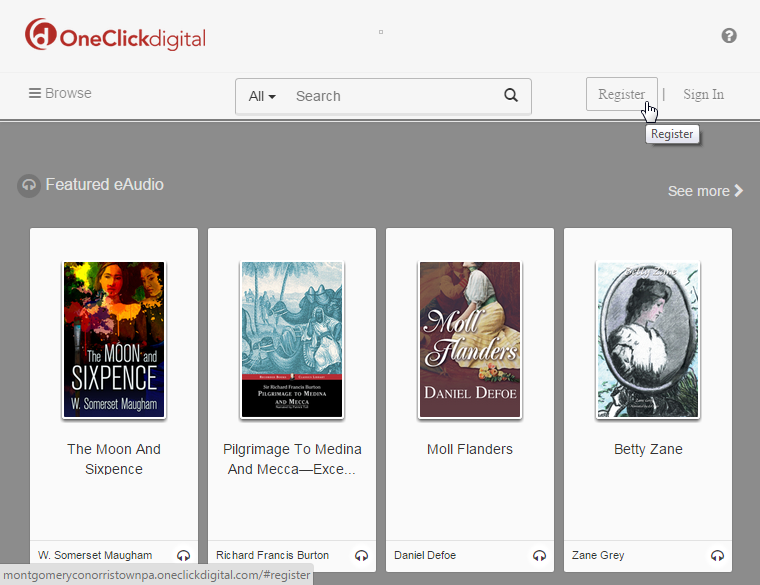 OneClickdigital
?
Browse
All
Search
Register | Sign In
Register
Featured eAudio
See more
The MOON and
SIXPENCE
W. Somerset Maugham
Sir Richard Francis Burton
PILGRIMAGE TO MEDINA
AND MECCA
Moll
Flanders
DANIEL DEFOE
Betty Zane
The Moon And
Sixpence
Pilgrimage To Medina
And Mecca—Exce...
Moll Flanders
Betty Zane
W. Somerset Maugham
Richard Francis Burton
Daniel Defoe
Zane Grey
montgomeryconorristownpa.oneclickdigital.com/#register